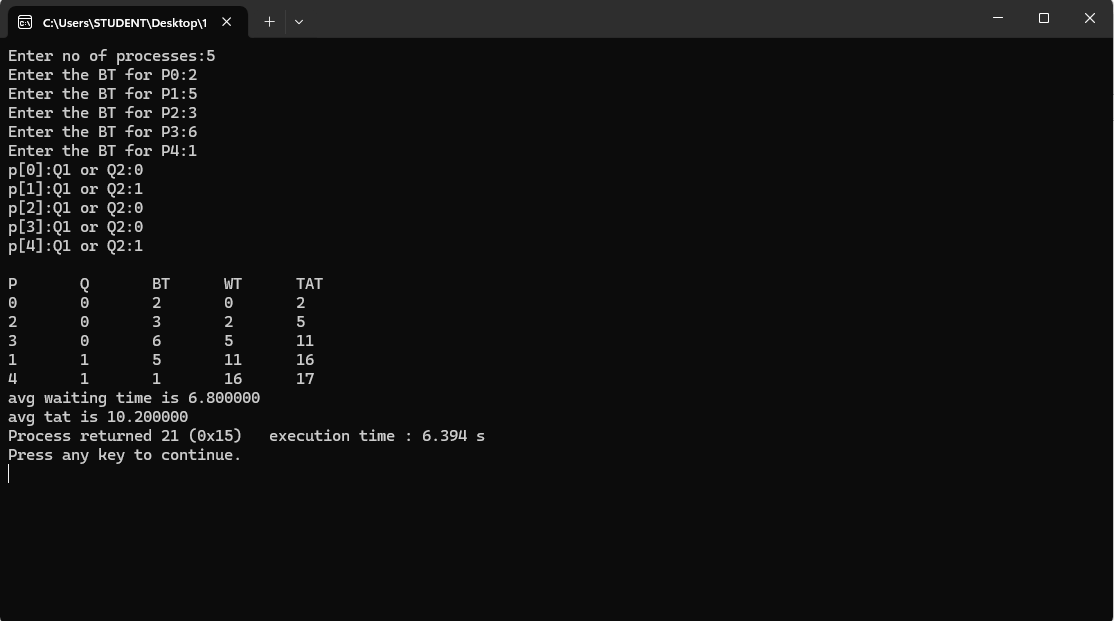 C:\Users\STUDENT\Desktop\1
Enter no of processes:5
Enter the BT for P0:2
Enter the BT for P1:5
Enter the BT for P2:3
Enter the BT for P3:6
Enter the BT for P4:1
p[0]:Q1 or Q2:0
p[1]:Q1 or Q2:1
p[2]:Q1 or Q2:0
p[3]:Q1 or Q2:0
p[4]:Q1 or Q2:1
P Q BT WT TAT
0 0 2 0 2
2 0 3 2 5
3 0 6 5 11
1 1 5 11 16
4 1 1 16 17
avg waiting time is 6.800000
avg tat is 10.200000
Process returned 21 (0x15) execution time : 6.394 s
Press any key to continue.